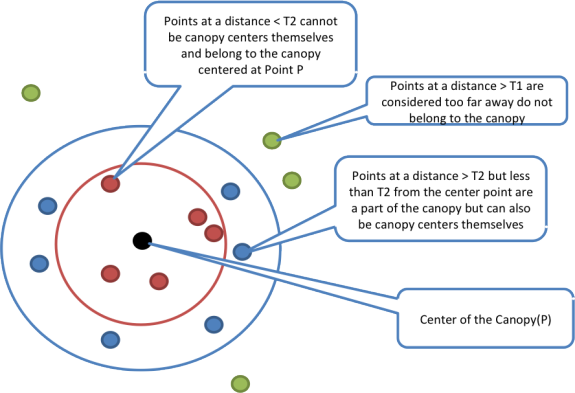 Points at a distance < T2 cannot
be canopy centers themselves
and belong to the canopy
centered at Point P
Points at a distance > T1 are
considered too far away do not
belong to the canopy
Points at a distance > T2 but less
than T2 from the center point are
a part of the canopy but can also
be canopy centers themselves
Center of the Canopy(P)